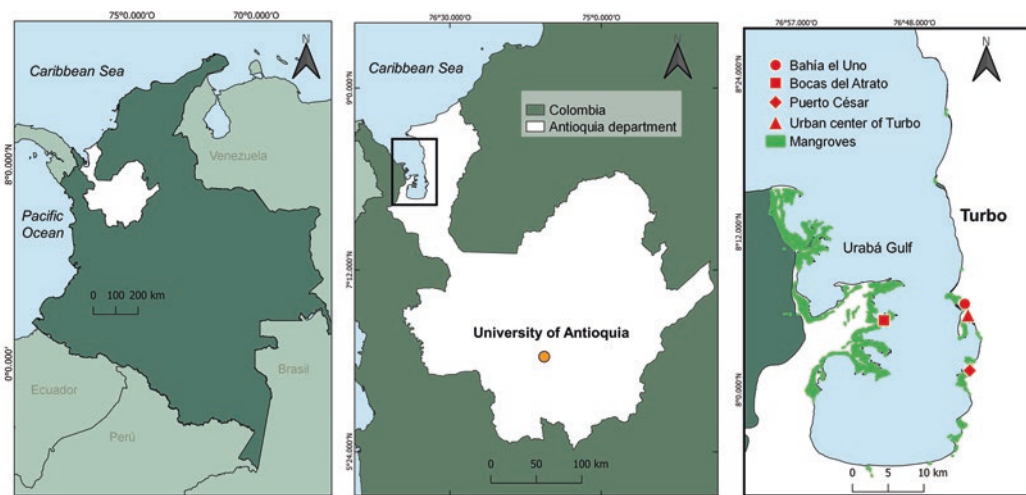 75°0.000'W
70°0.000'W
N
Caribbean Sea
8°0.000'N
Venezuela
Pacific
Ocean
0 100 200 km
0°0.000'
Ecuador
Brasil
Perú
76°30.000'W
75°0.000'W
N
Caribbean Sea
9°0.000'N
Colombia
Antioquia department
7°12.000'N
University of Antioquia
5°24.000'N
0 50 100 km
76°57.000'W
76°48.000'W
N
8°24.000'N
Bahía el Uno
Bocas del Atrato
Puerto César
Urban center of Turbo
Mangroves
Turbo
8°12.000'N
Urabá Gulf
8°0.000'N
0 5 10 km